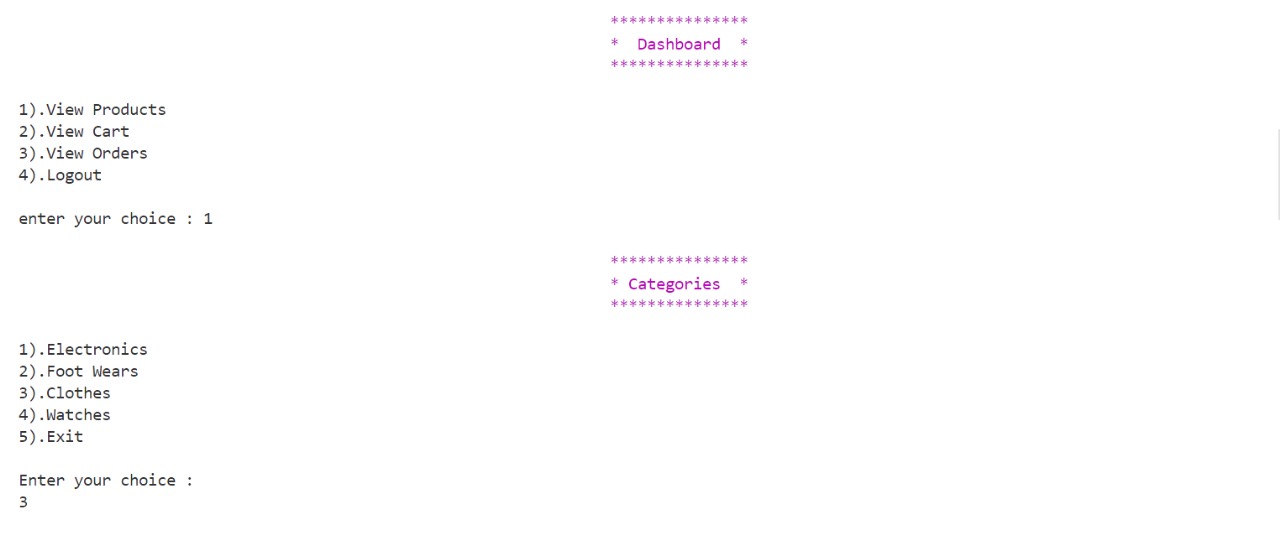 ***************
*  Dashboard  *
***************
1).View Products
2).View Cart
3).View Orders
4).Logout
enter your choice : 1
***************
* Categories  *
***************
1).Electronics
2).Foot Wears
3).Clothes
4).Watches
5).Exit
Enter your choice :
3